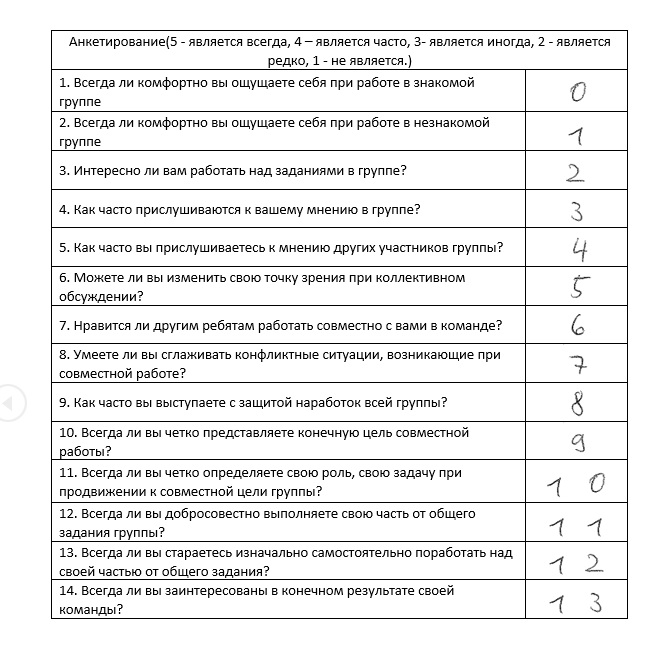 Анкетирование(5 - является всегда, 4 – является часто, 3- является иногда, 2 - является
редко, 1 - не является.)
1. Всегда ли комфортно вы ощущаете себя при работе в знакомой
группе
0
2. Всегда ли комфортно вы ощущаете себя при работе в незнакомой
группе
1
3. Интересно ли вам работать над заданиями в группе?
2
4. Как часто прислушиваются к вашему мнению в группе?
3
5. Как часто вы прислушиваетесь к мнению других участников группы?
4
6. Можете ли вы изменить свою точку зрения при коллективном
обсуждении?
5
7. Нравится ли другим ребятам работать совместно с вами в команде?
6
8. Умеете ли вы сглаживать конфликтные ситуации, возникающие при
совместной работе?
7
9. Как часто вы выступаете с защитой наработок всей группы?
8
10. Всегда ли вы четко представляете конечную цель совместной
работы?
9
11. Всегда ли вы четко определяете свою роль, свою задачу при
продвижении к совместной цели группы?
1 0
12. Всегда ли вы добросовестно выполняете свою часть от общего
задания группы?
1 1
13. Всегда ли вы стараетесь изначально самостоятельно поработать над
своей частью от общего задания?
1 2
14. Всегда ли вы заинтересованы в конечном результате своей
команды?
1 3